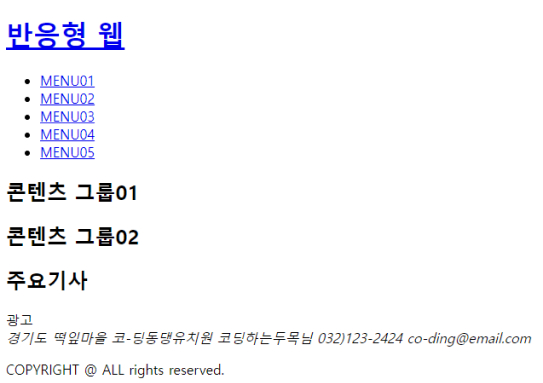 반응형 웹
MENU01
MENU02
MENU03
MENU04
MENU05
콘텐츠 그룹01
콘텐츠 그룹02
주요기사
광고
경기도 떡잎마을 코-딩동댕유치원 코딩하는두목님 032)123-2424 co-ding@email.com
COPYRIGHT @ ALL rights reserved.